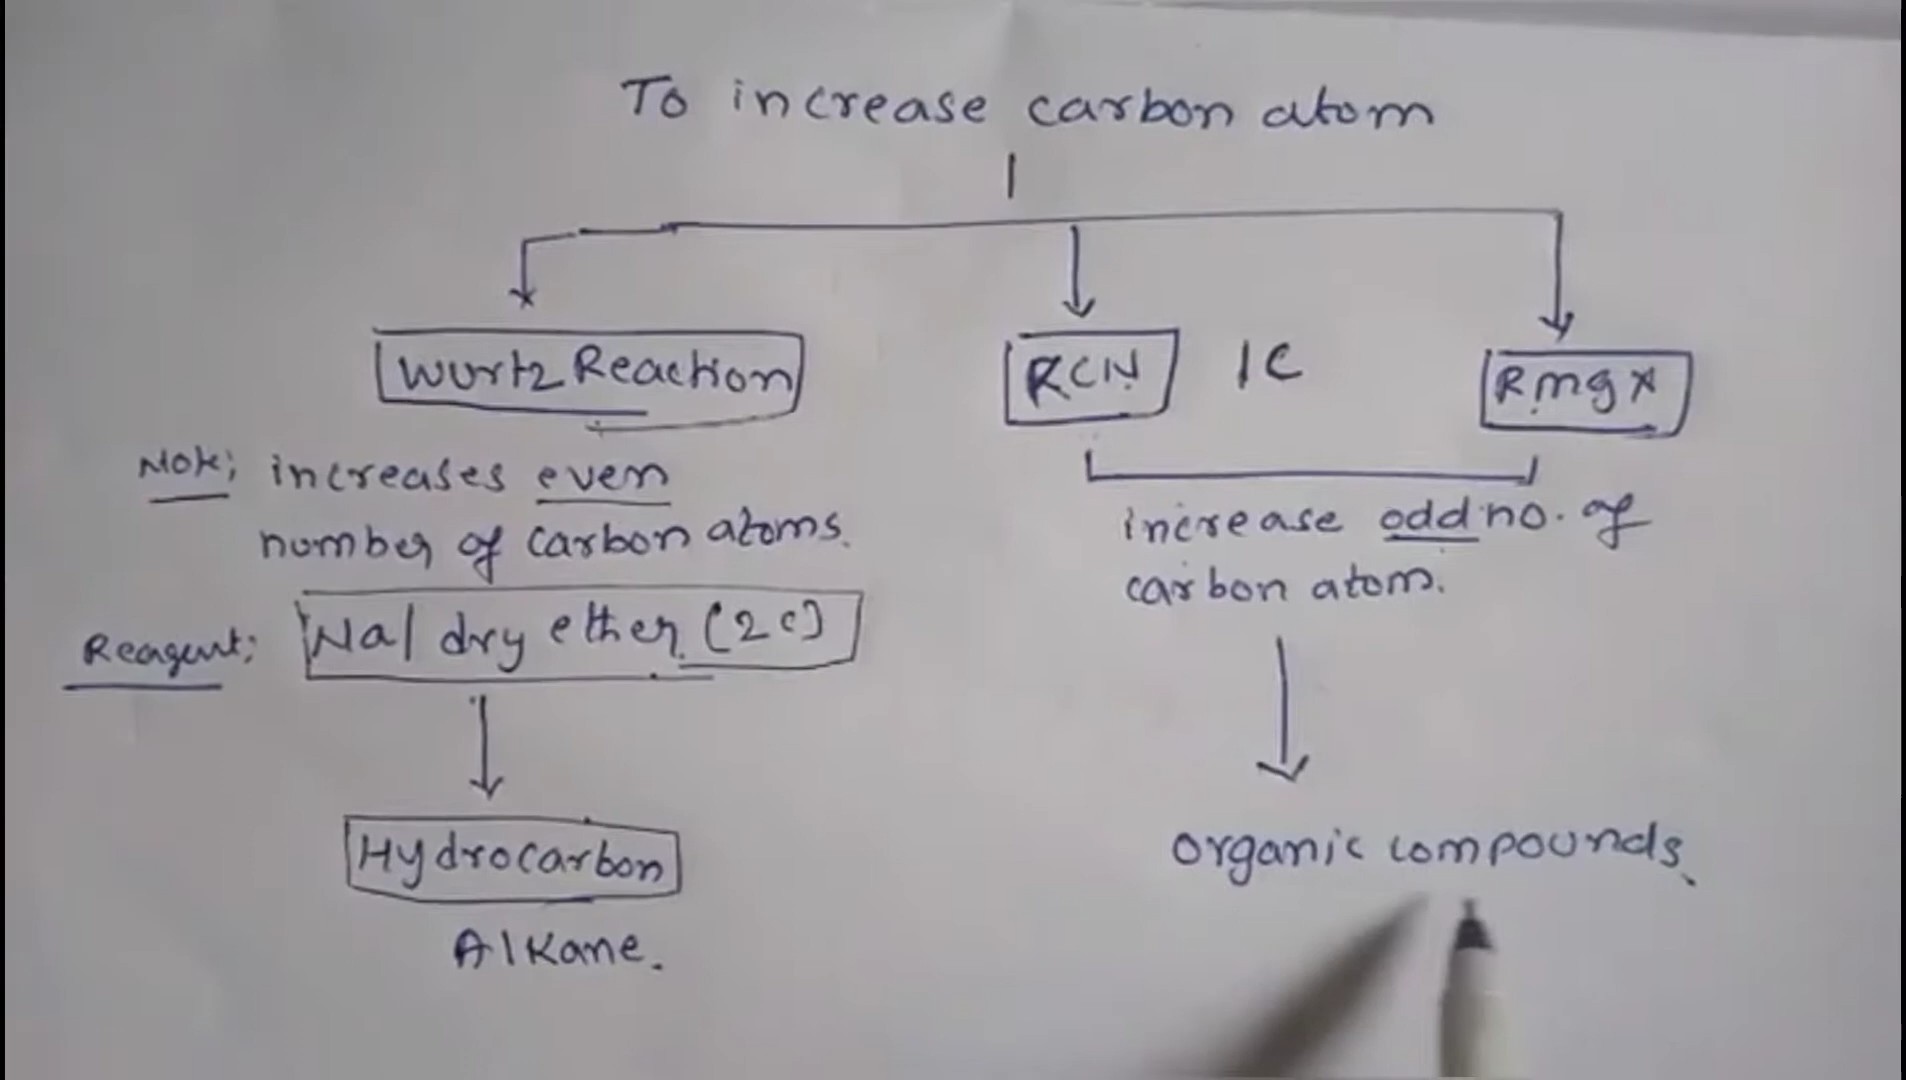 To increase carbon atom
Wurtz Reaction
RCN
1C
Rmgx
Note; increases even
number of carbon atoms.
Reagent: Na/ dry ether (2c)
Hydrocarbon
Alkane.
increase odd no. of
carbon atom.
organic compounds.